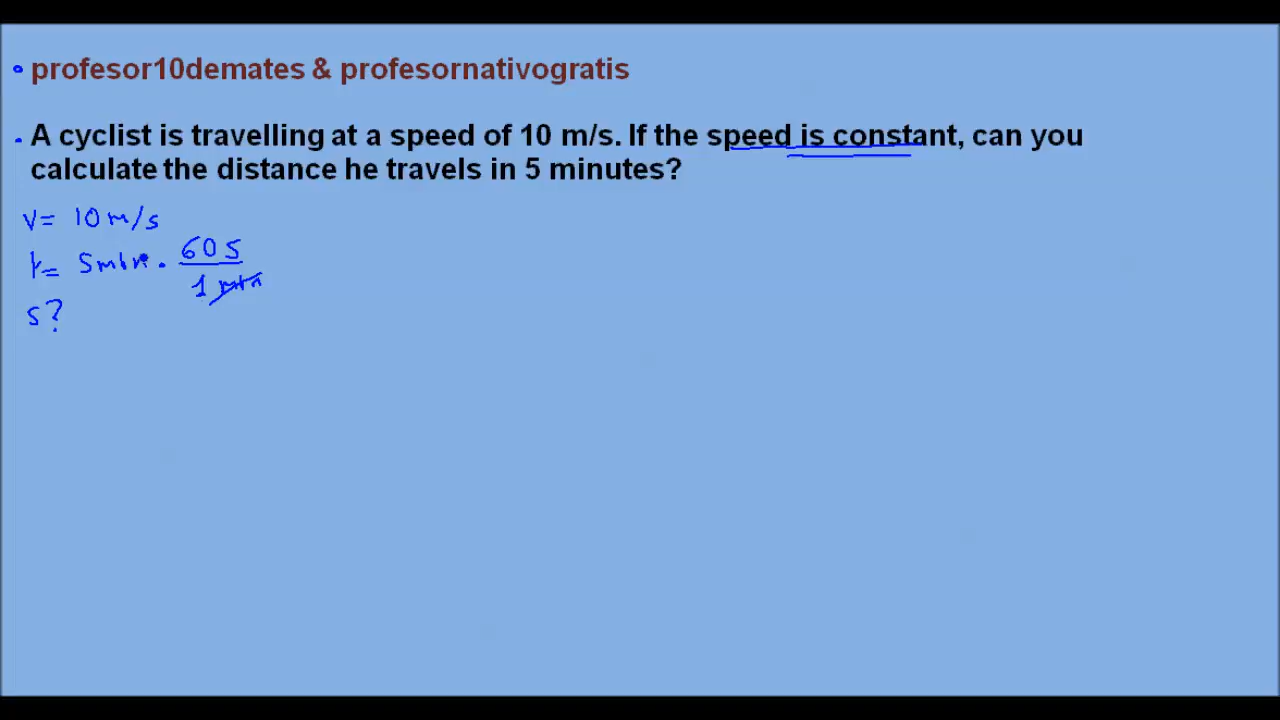 profesor10demates & profesornativogratis
A cyclist is travelling at a speed of 10 m/s. If the speed is constant, can you
calculate the distance he travels in 5 minutes?
v= 10 m/s
t= 5 min · 60 s / 1 min
s?